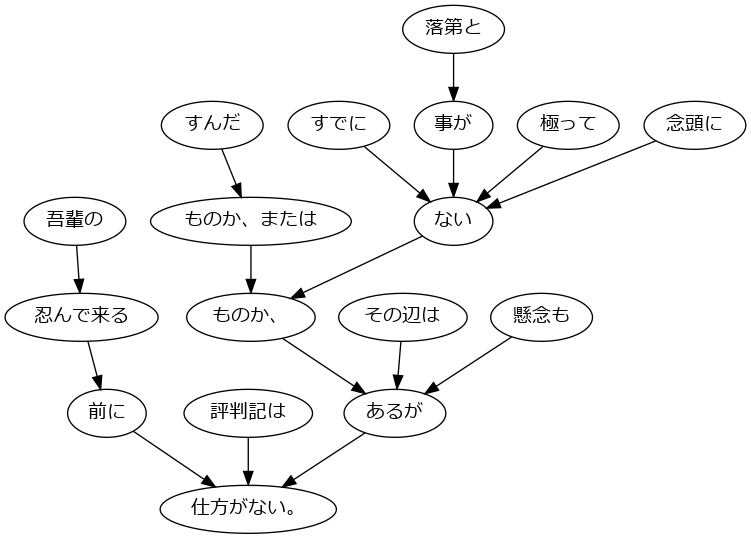 落第と
すんだ
すでに
事が
極って
念頭に
吾輩の
ものか、または
ない
忍んで来る
ものか、
その辺は
懸念も
前に
評判記は
あるが
仕方がない。